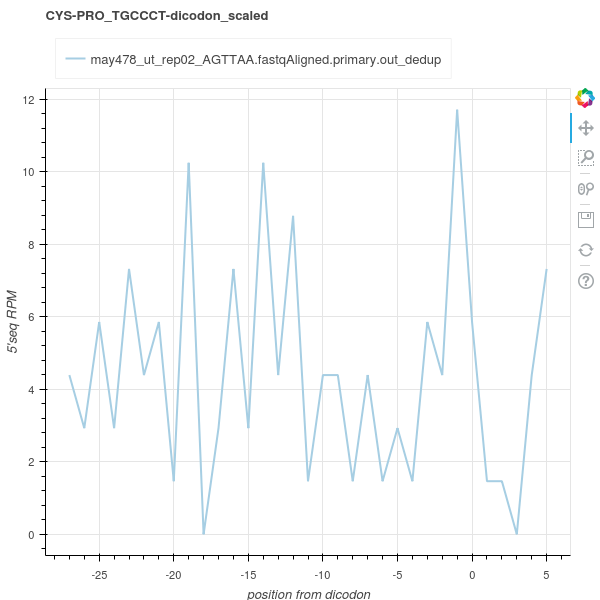 CYS-PRO_TGCCCT-dicodon_scaled
may478_ut_rep02_AGTTAA.fastqAligned.primary.out_dedup
12
10
8
6
4
2
0
5'seq RPM
-25 -20 -15 -10 -5 0 5
position from dicodon